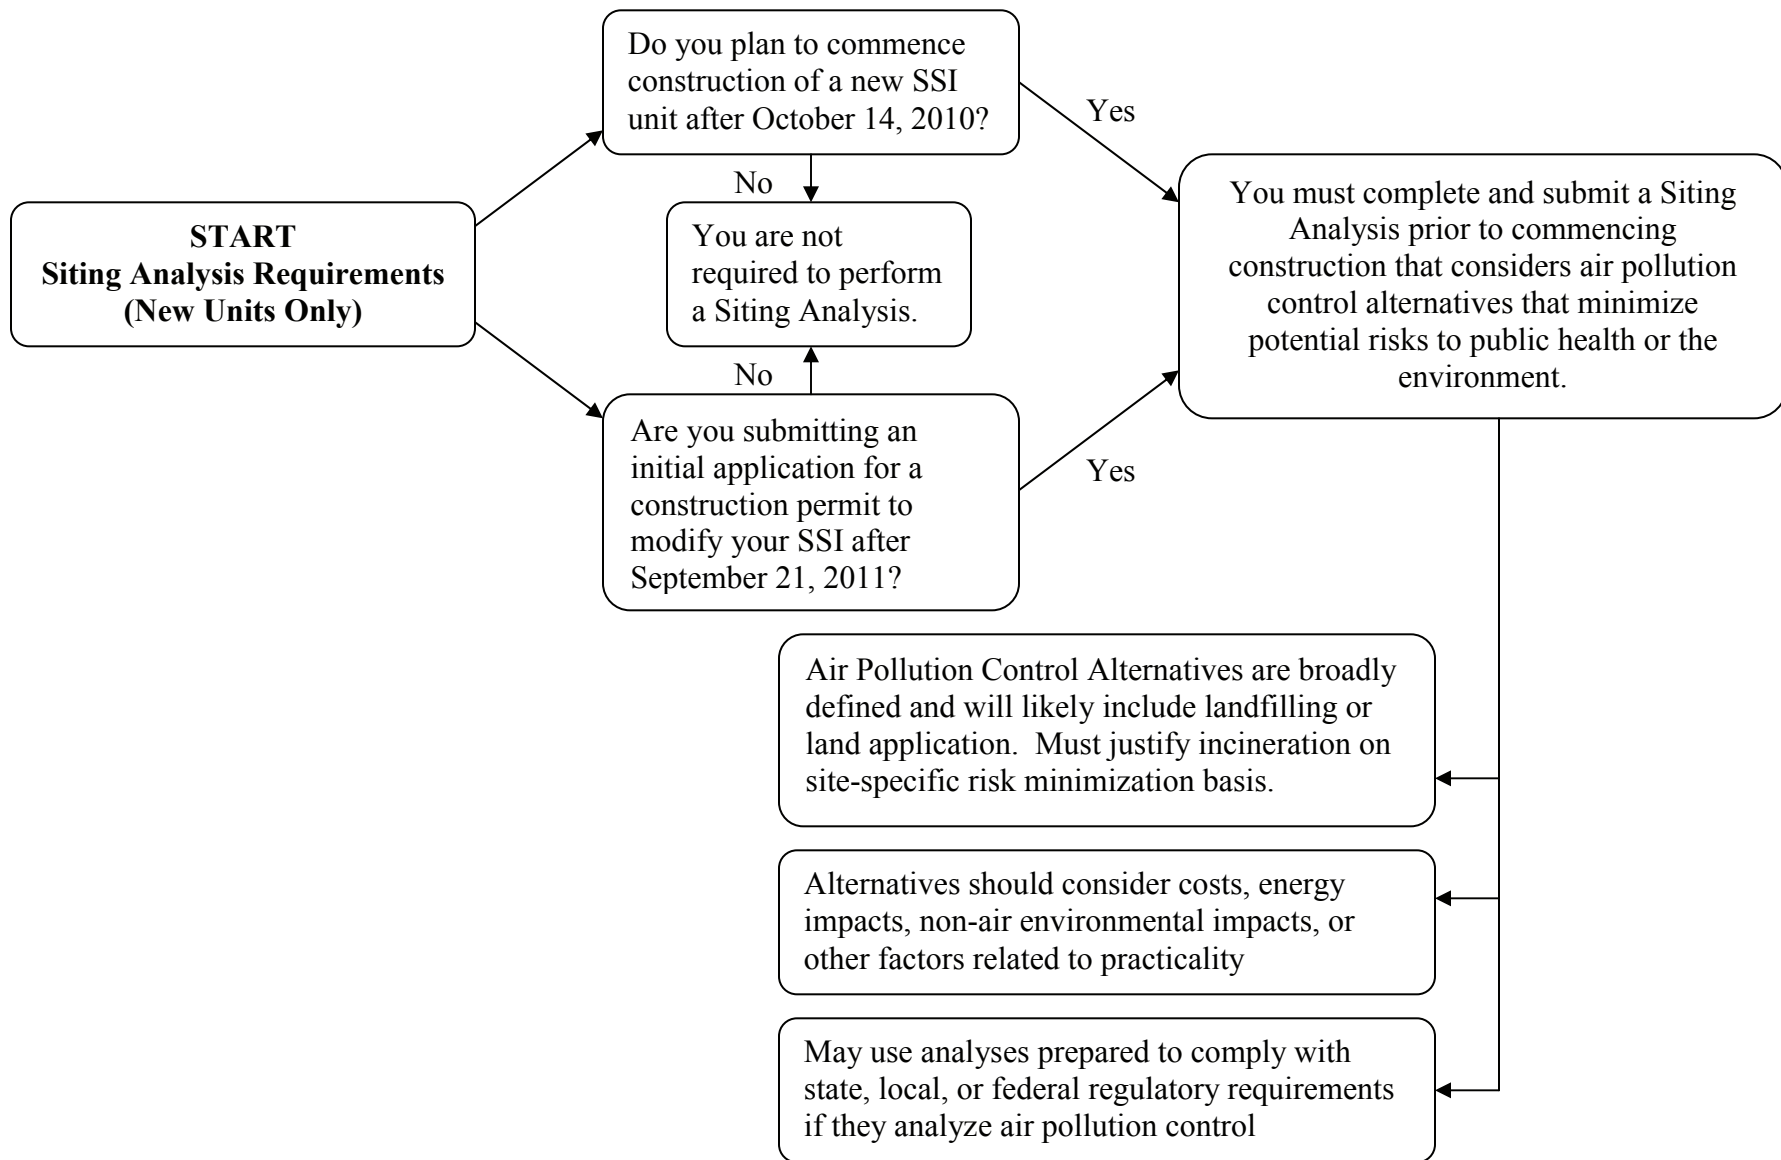 Do you plan to commence
construction of a new SSI
unit after October 14, 2010?
Yes
No
START
Siting Analysis Requirements
(New Units Only)
You are not
required to perform
a Siting Analysis.
You must complete and submit a Siting
Analysis prior to commencing
construction that considers air pollution
control alternatives that minimize
potential risks to public health or the
environment.
No
Are you submitting an
initial application for a
construction permit to
modify your SSI after
September 21, 2011?
Yes
Air Pollution Control Alternatives are broadly
defined and will likely include landfilling or
land application.  Must justify incineration on
site-specific risk minimization basis.
Alternatives should consider costs, energy
impacts, non-air environmental impacts, or
other factors related to practicality
May use analyses prepared to comply with
state, local, or federal regulatory requirements
if they analyze air pollution control